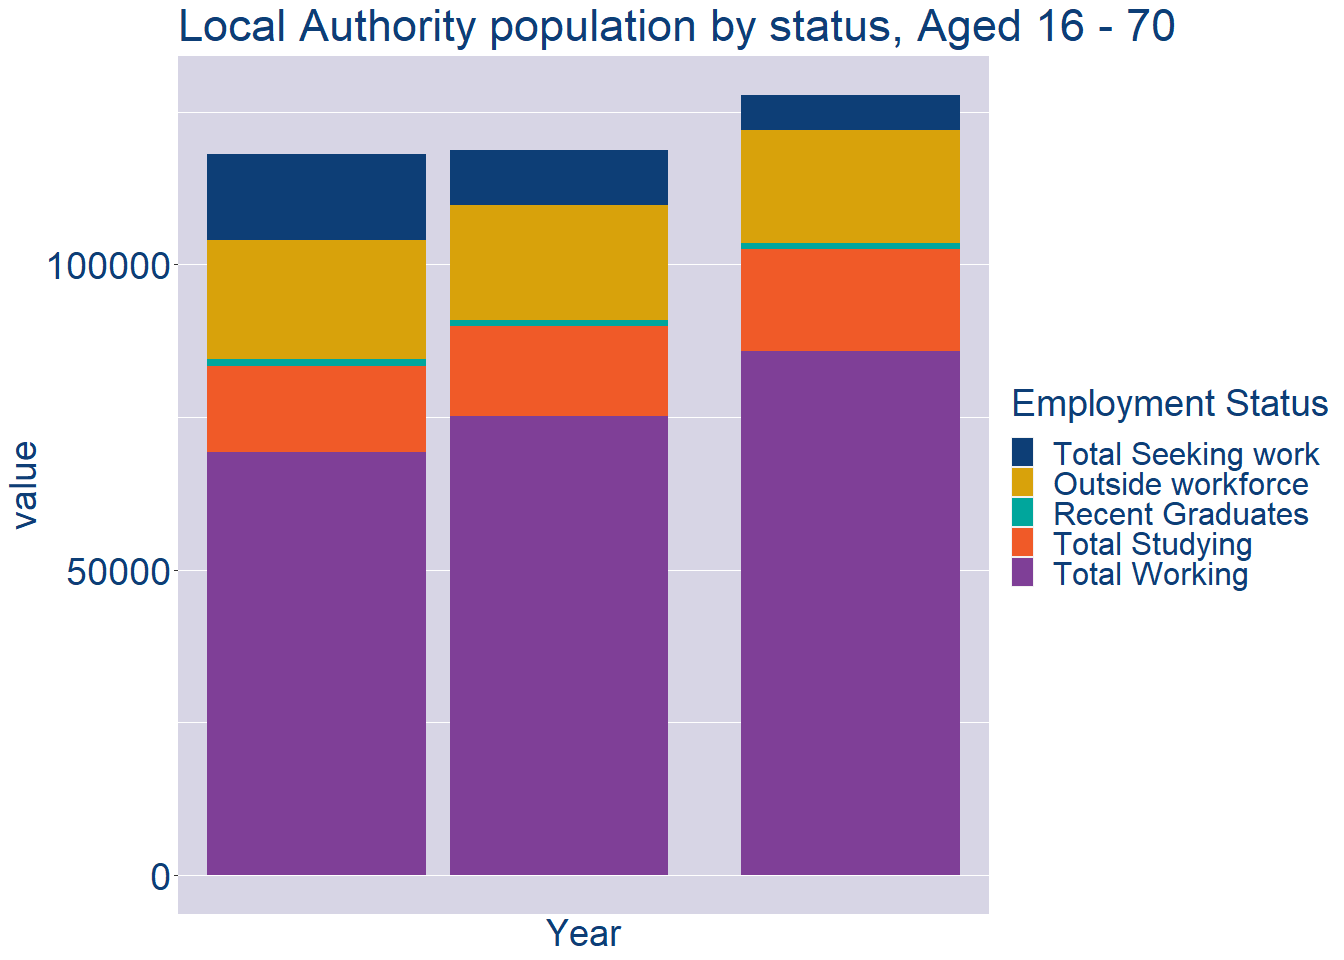 Local Authority population by status, Aged 16 - 70
value
100000
50000
0
Year
Employment Status
Total Seeking work
Outside workforce
Recent Graduates
Total Studying
Total Working